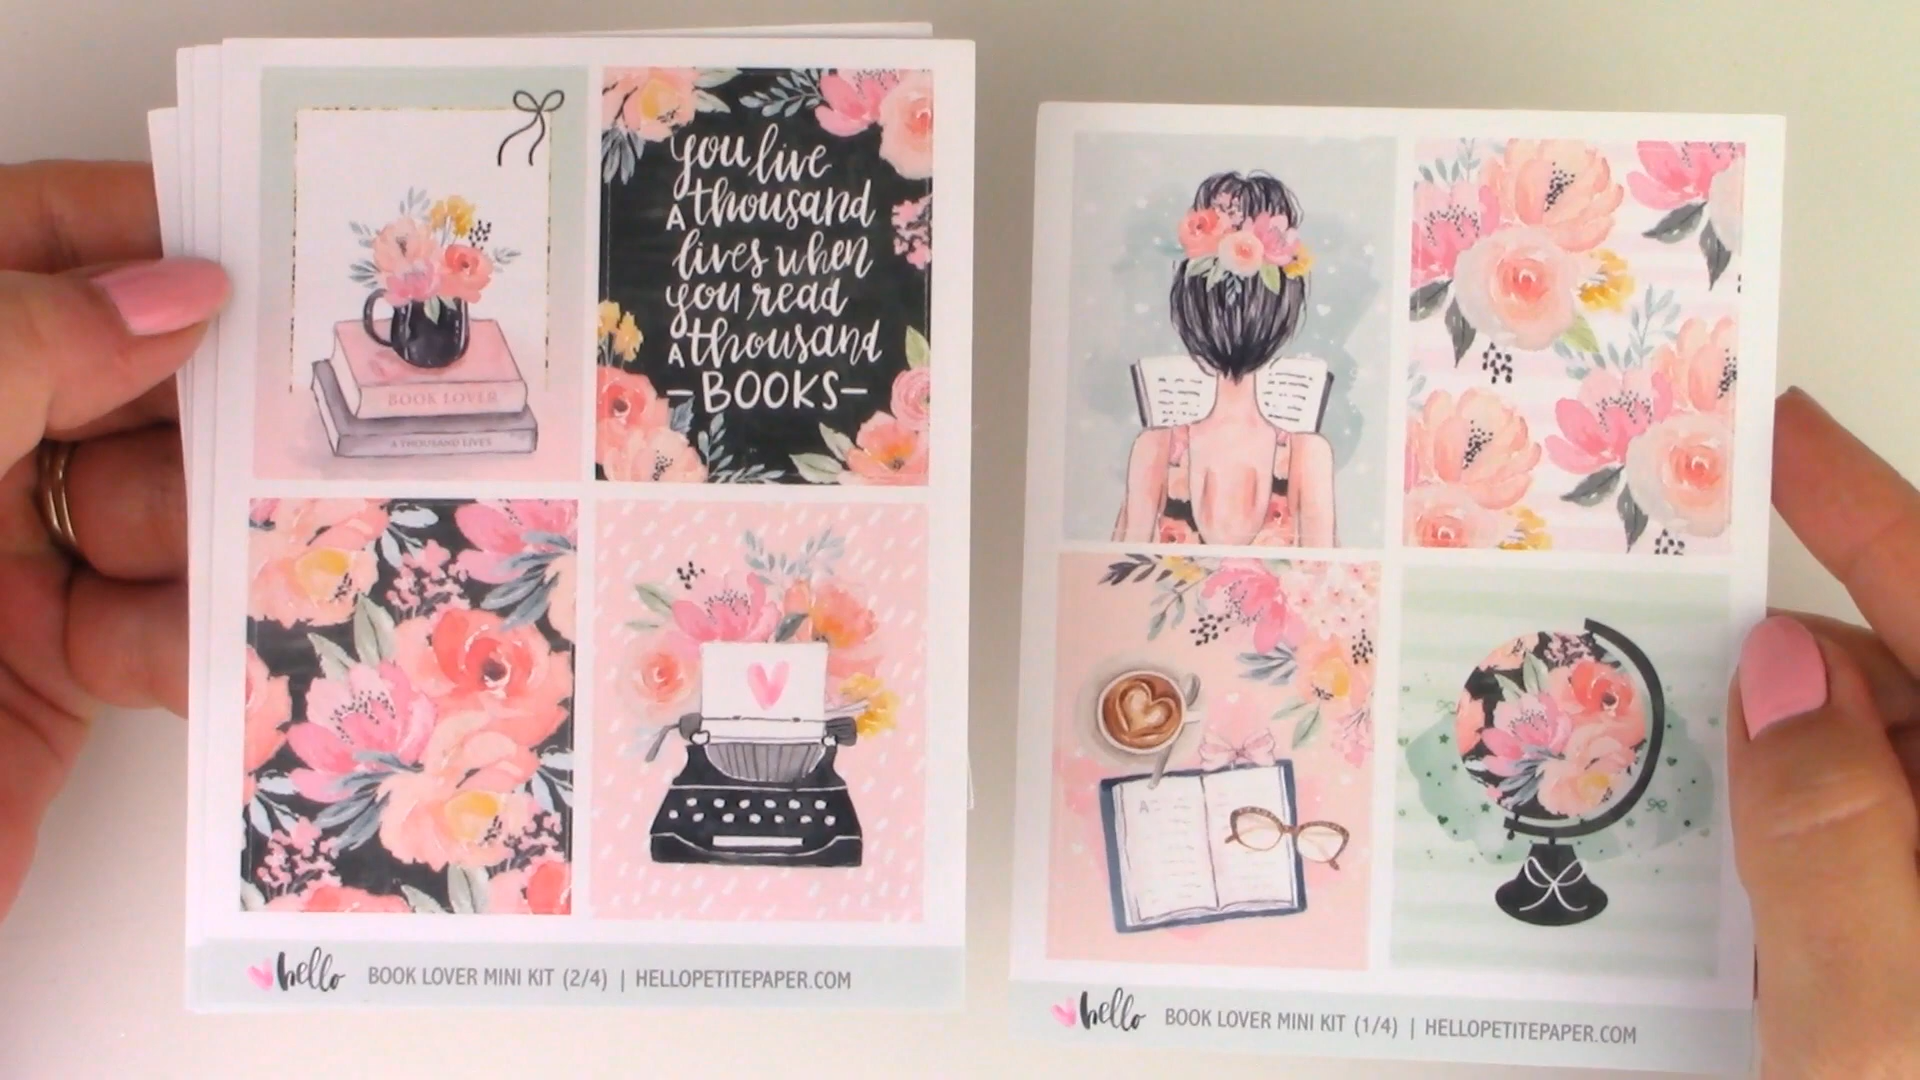 you live
A thousand
lives when
you read
A thousand
-BOOKS-
BOOK LOVER
A THOUSAND LIVES
hello BOOK LOVER MINI KIT (2/4) | HELLOPETITEPAPER.COM
A
hello BOOK LOVER MINI KIT (1/4) | HELLOPETITEPAPER.COM